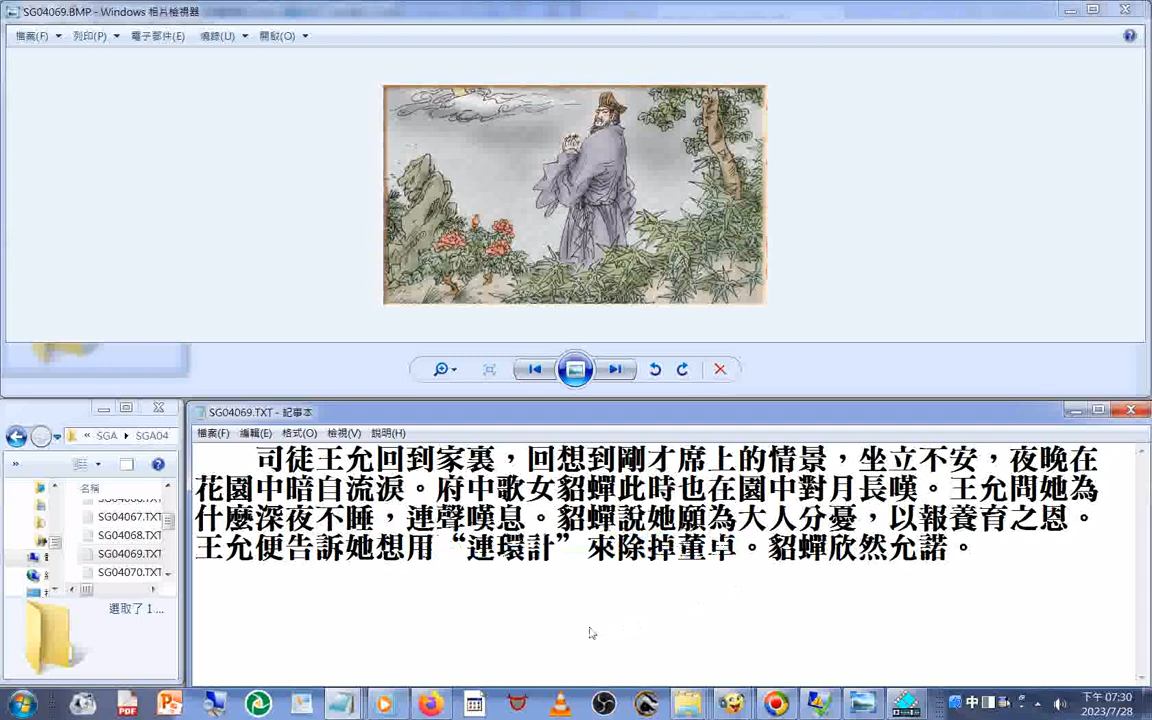 SG04069.BMP - Windows 相片檢視器
檔案(F) 列印(P) 電子郵件(E) 燒錄(U) 開啟(O)
SG04069.TXT - 記事本
檔案(F) 編輯(E) 格式(O) 檢視(V) 說明(H)
司徒王允回到家裏，回想到剛才席上的情景，坐立不安，夜晚在
花園中暗自流淚。府中歌女貂蟬此時也在園中對月長嘆。王允問她為
什麼深夜不睡，連聲嘆息。貂蟬說她願為大人分憂，以報養育之恩。
王允便告訴她想用“連環計”來除掉董卓。貂蟬欣然允諾。
« SGA ▸ SGA04
»
名稱
SG04067.TXT
SG04068.TXT
SG04069.TXT
SG04070.TXT
選取了 1 ...
PDF
中
下午 07:30
2023/7/28